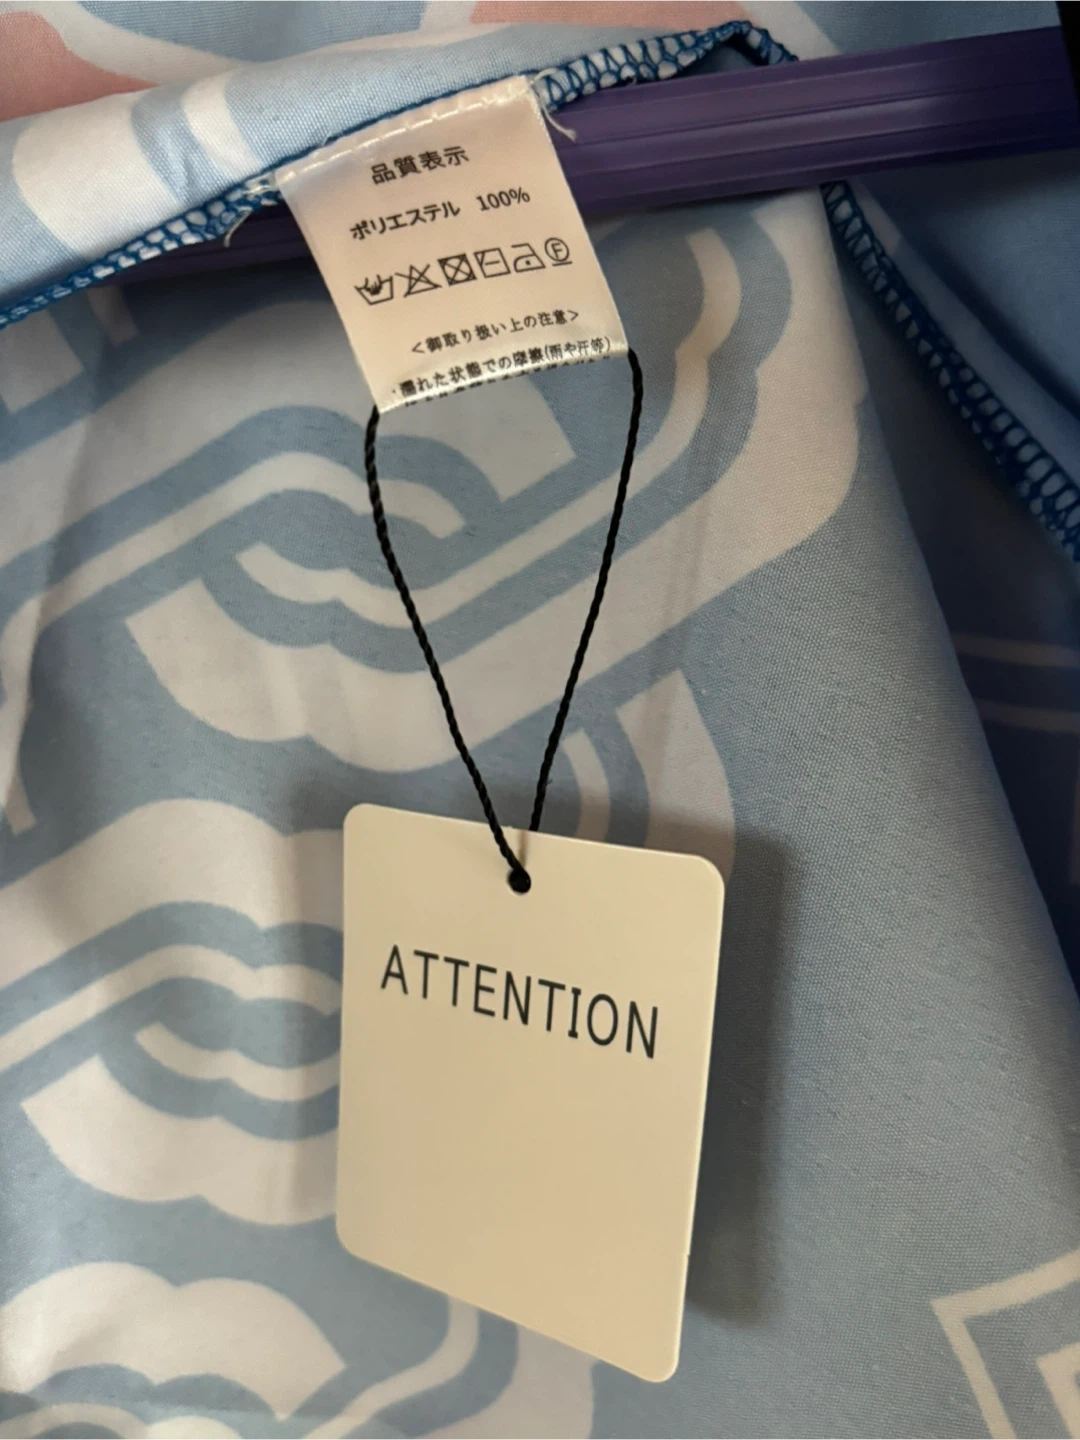 品質表示
ポリエステル 100%
F
<御取り扱い上の注意>
・濡れた状態での摩擦(雨や汗等)
ATTENTION